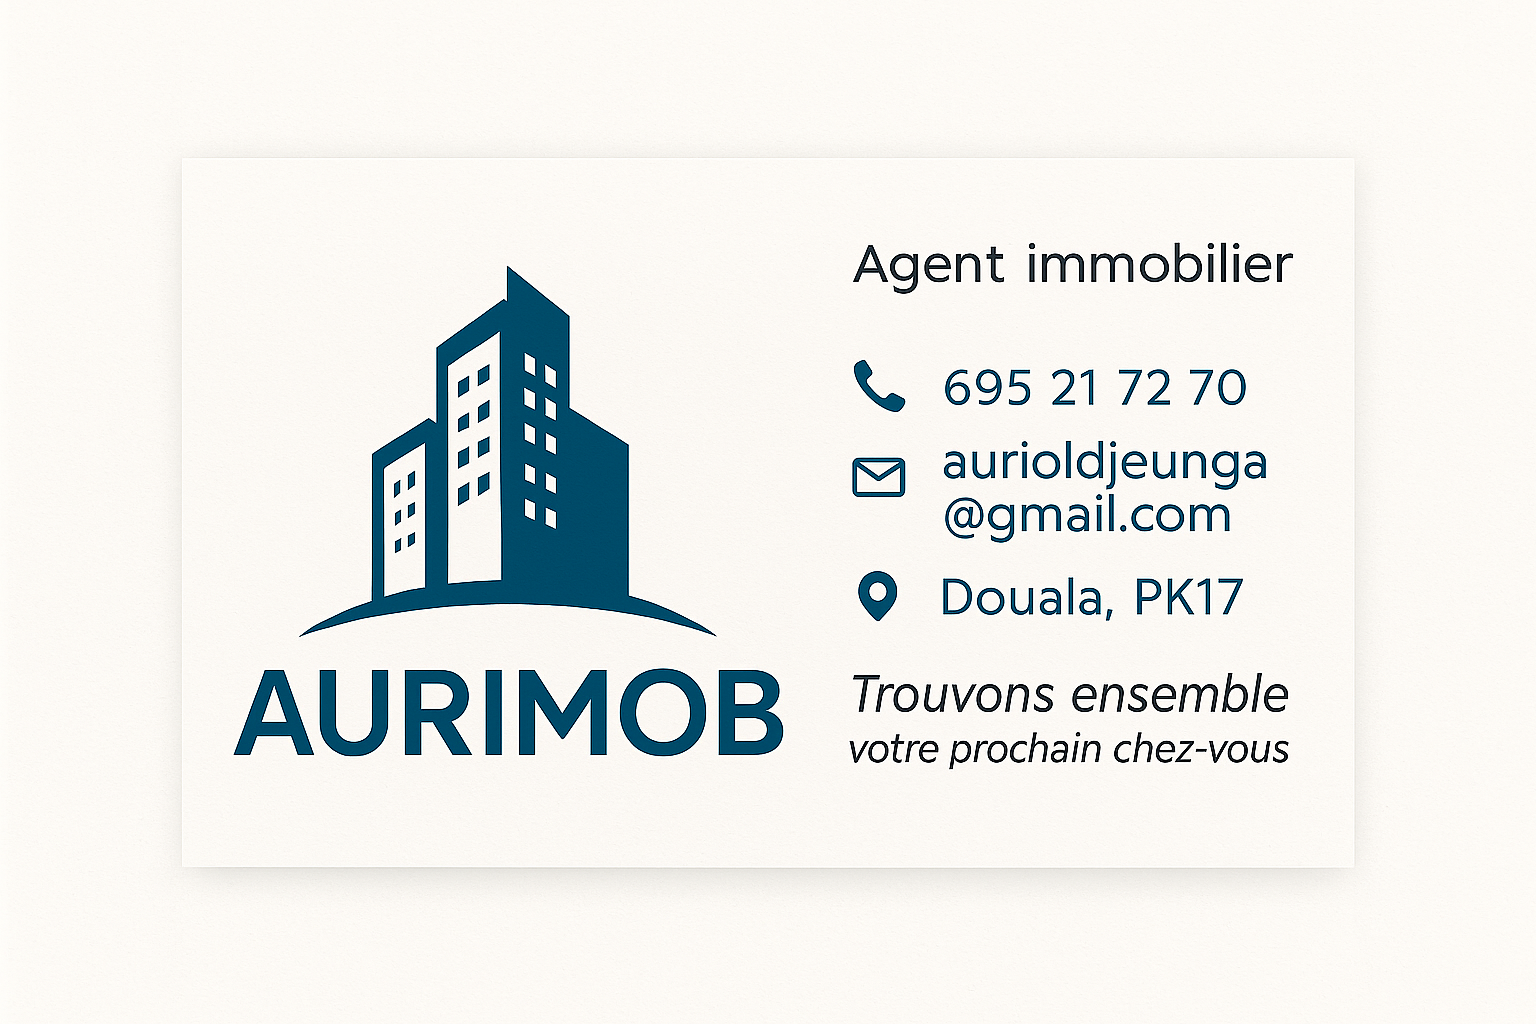 AURIMOB
Agent immobilier
695 21 72 70
aurioldjeunga
@gmail.com
Douala, PK17
Trouvons ensemble
votre prochain chez-vous